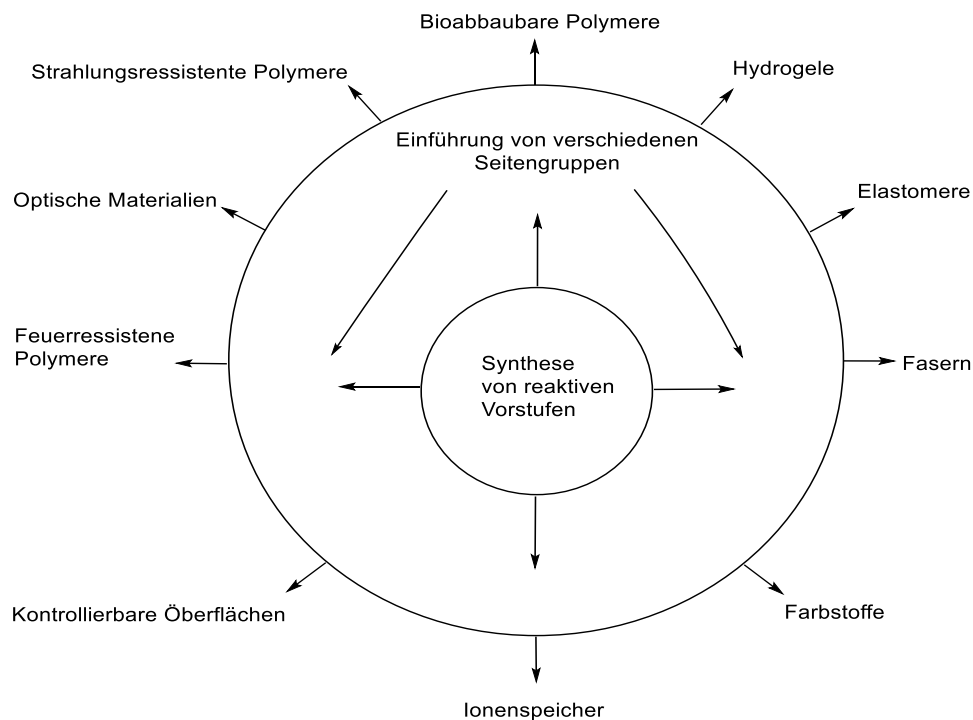 Bioabbaubare Polymere
Strahlungsressistente Polymere
Hydrogele
Einführung von verschiedenen
Seitengruppen
Optische Materialien
Elastomere
Feuerressistene
Polymere
Synthese
von reaktiven
Vorstufen
Fasern
Kontrollierbare Öberflächen
Farbstoffe
Ionenspeicher